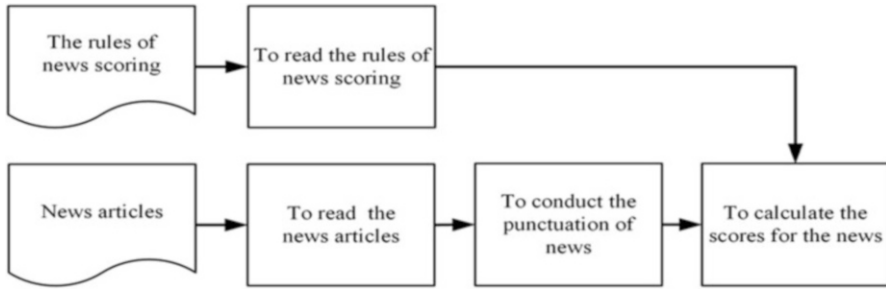 The rules of
news scoring
To read the rules of
news scoring
News articles
To read the
news articles
To conduct the
punctuation of
news
To calculate the
scores for the news